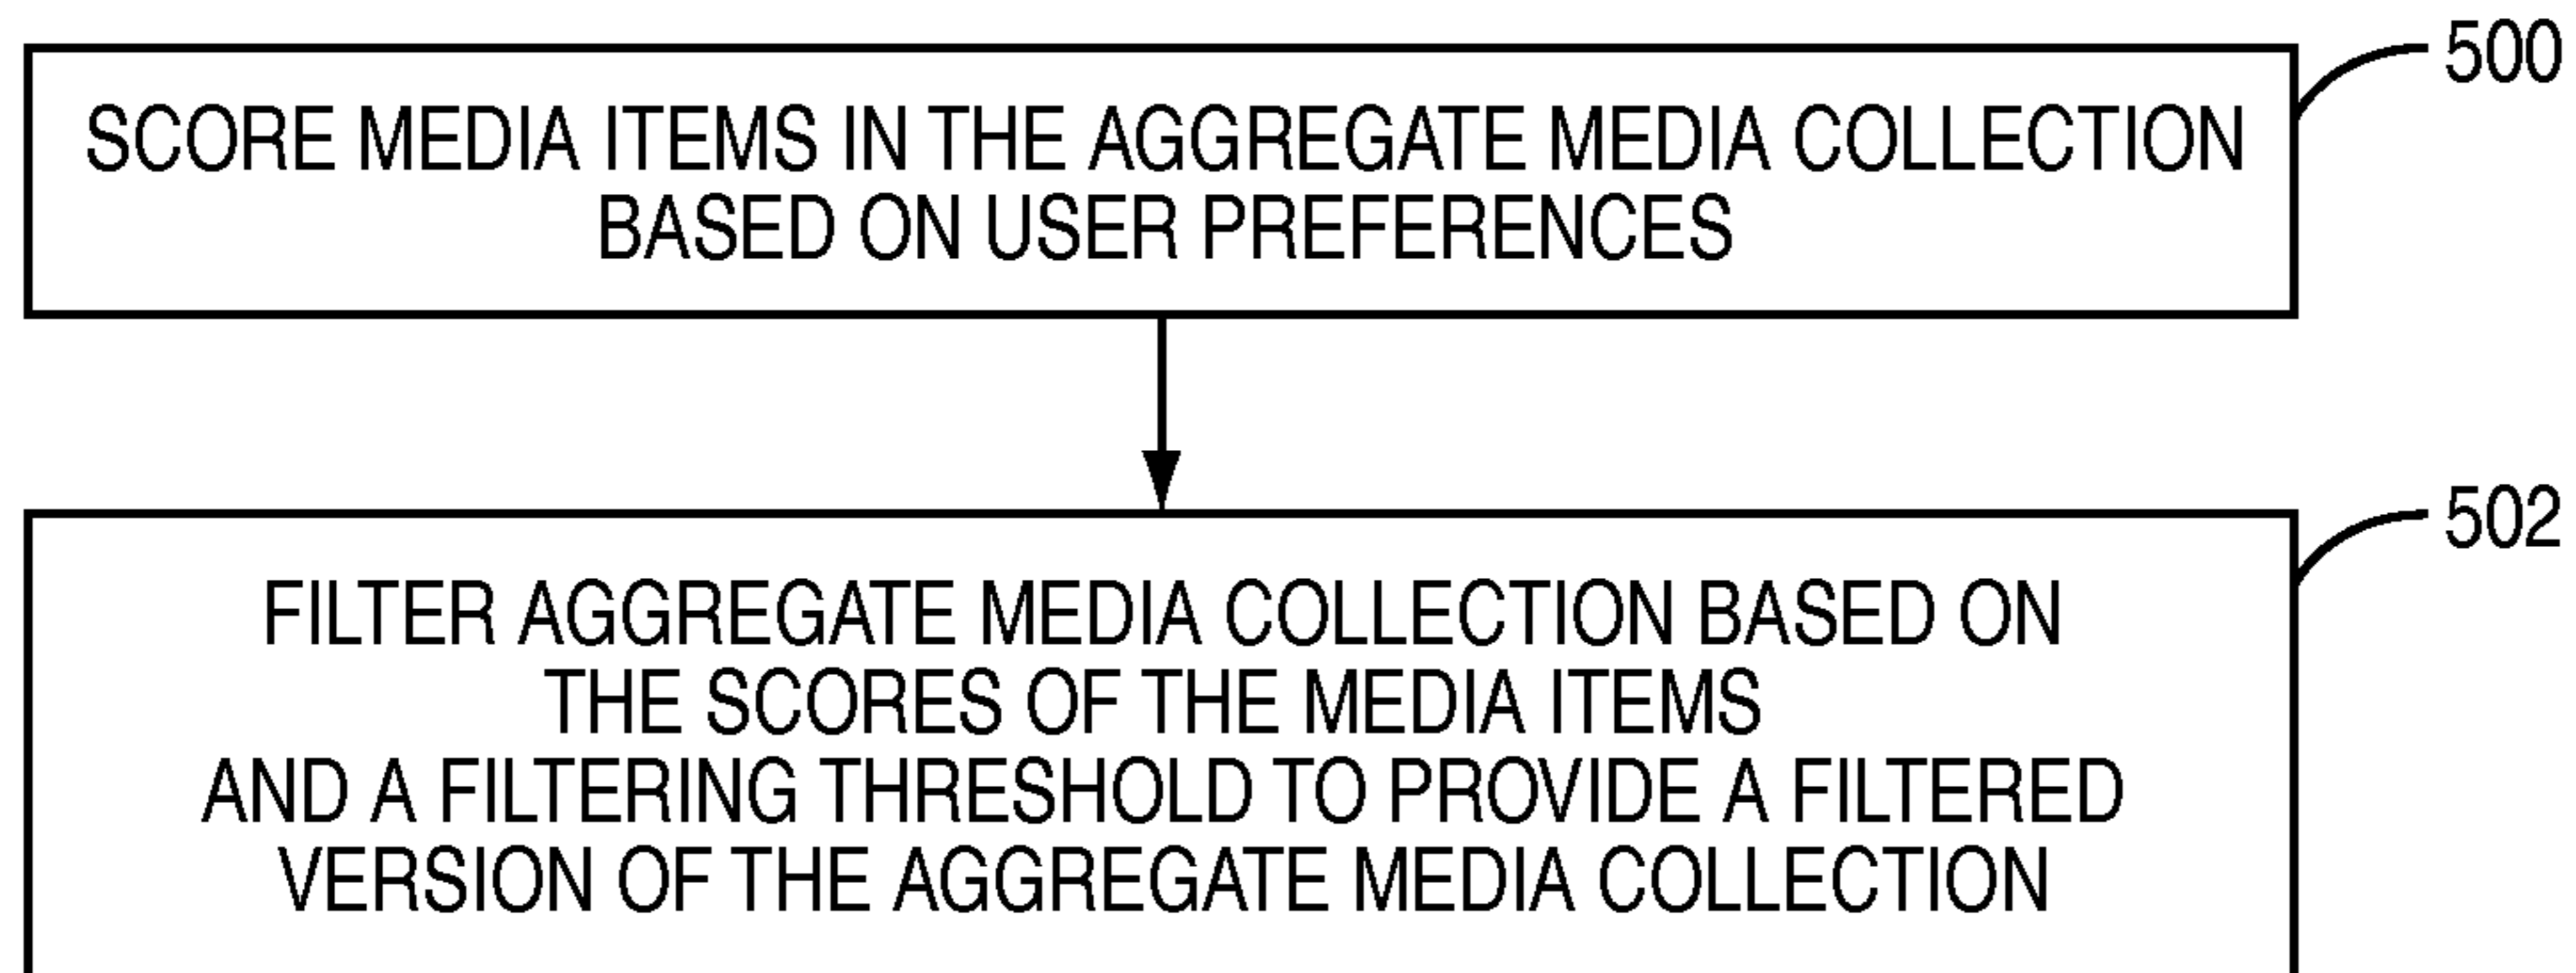 500
SCORE MEDIA ITEMS IN THE AGGREGATE MEDIA COLLECTION
BASED ON USER PREFERENCES
502
FILTER AGGREGATE MEDIA COLLECTION BASED ON
THE SCORES OF THE MEDIA ITEMS
AND A FILTERING THRESHOLD TO PROVIDE A FILTERED
VERSION OF THE AGGREGATE MEDIA COLLECTION